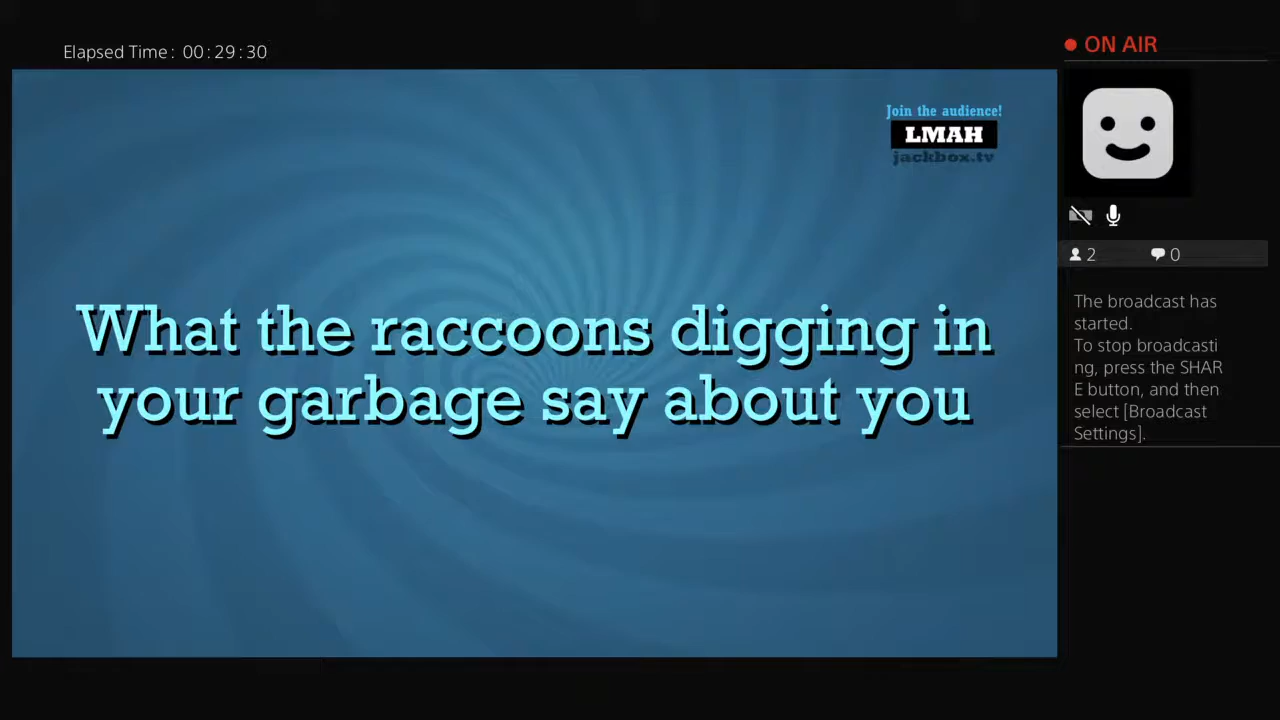 Elapsed Time: 00:29:30
ON AIR
Join the audience!
LMAH
jackbox.tv
2
0
What the raccoons digging in
your garbage say about you
The broadcast has
started.
To stop broadcasti
ng, press the SHAR
E button, and then
select [Broadcast
Settings].